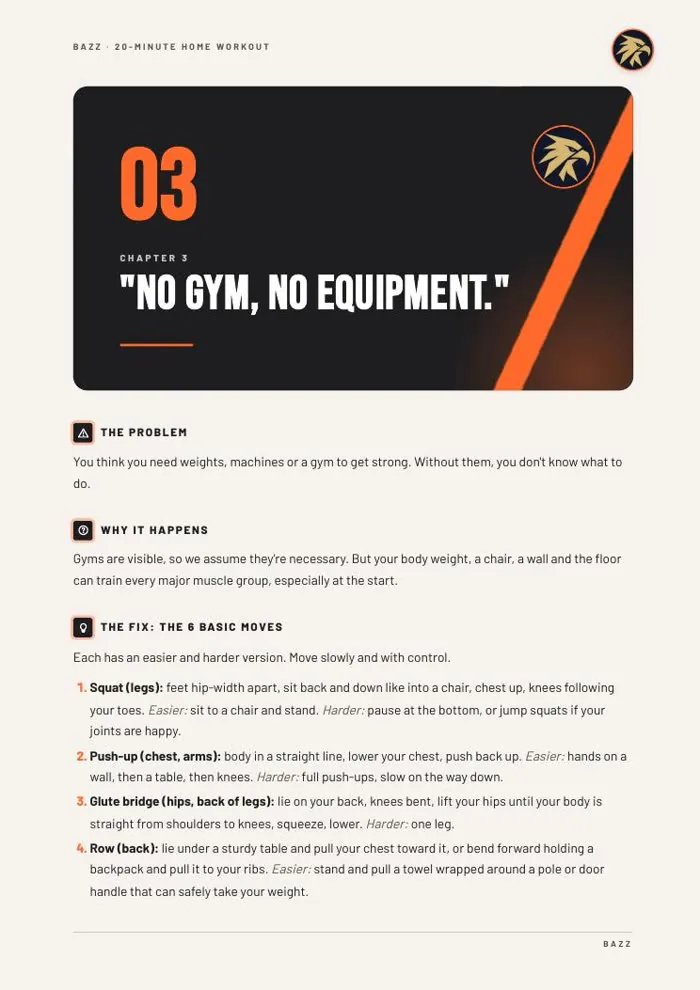 BAZZ · 20-MINUTE HOME WORKOUT
03
CHAPTER 3
"NO GYM, NO EQUIPMENT."
THE PROBLEM
You think you need weights, machines or a gym to get strong. Without them, you don't know what to
do.
WHY IT HAPPENS
Gyms are visible, so we assume they're necessary. But your body weight, a chair, a wall and the floor
can train every major muscle group, especially at the start.
THE FIX: THE 6 BASIC MOVES
Each has an easier and harder version. Move slowly and with control.
1. Squat (legs): feet hip-width apart, sit back and down like into a chair, chest up, knees following
your toes. Easier: sit to a chair and stand. Harder: pause at the bottom, or jump squats if your
joints are happy.
2. Push-up (chest, arms): body in a straight line, lower your chest, push back up. Easier: hands on a
wall, then a table, then knees. Harder: full push-ups, slow on the way down.
3. Glute bridge (hips, back of legs): lie on your back, knees bent, lift your hips until your body is
straight from shoulders to knees, squeeze, lower. Harder: one leg.
4. Row (back): lie under a sturdy table and pull your chest toward it, or bend forward holding a
backpack and pull it to your ribs. Easier: stand and pull a towel wrapped around a pole or door
handle that can safely take your weight.
BAZZ